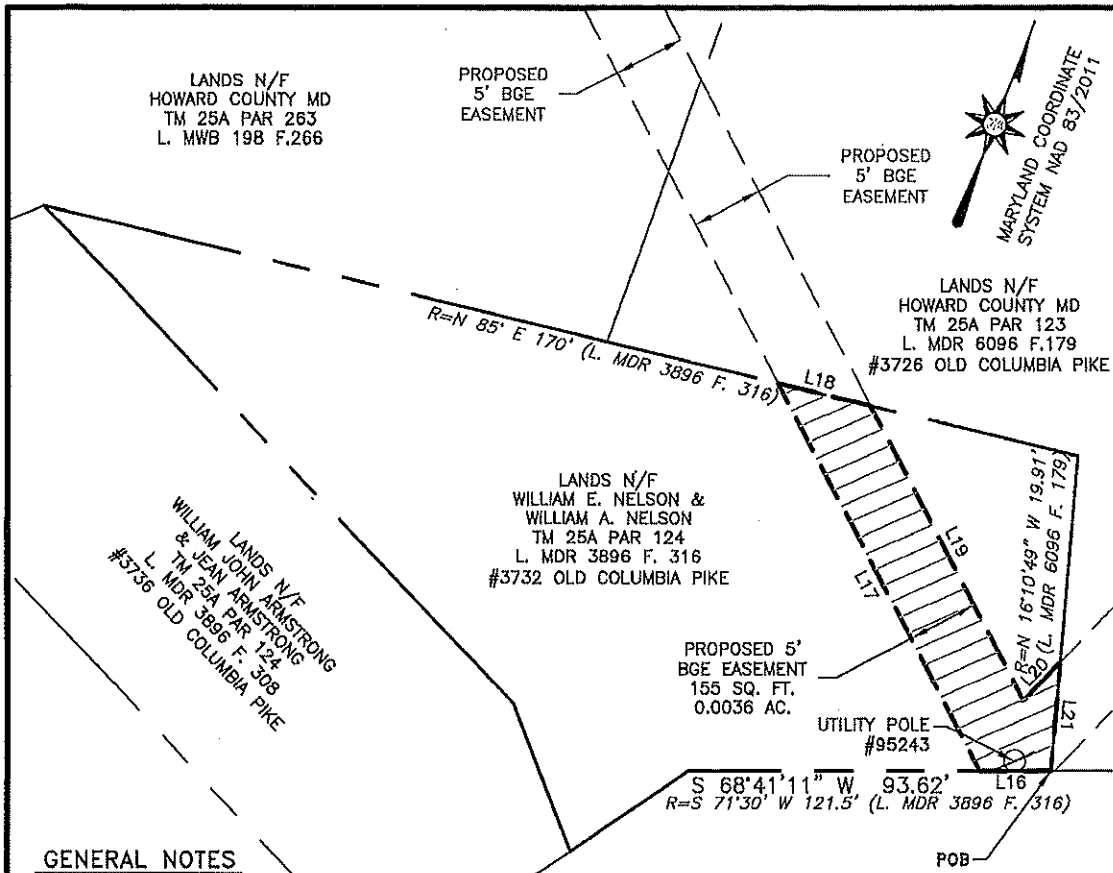 LANDS N/F
HOWARD COUNTY MD
TM 25A PAR 263
L. MWB 198 F.266
PROPOSED
5' BGE
EASEMENT
PROPOSED
5' BGE
EASEMENT
MARYLAND COORDINATE
SYSTEM NAD 83/2011
LANDS N/F
HOWARD COUNTY MD
TM 25A PAR 123
L. MDR 6096 F.179
#3726 OLD COLUMBIA PIKE
R=N 85' E 170' (L. MDR 3896 F. 316)
L18
LANDS N/F
WILLIAM E. NELSON &
WILLIAM A. NELSON
TM 25A PAR 124
L. MDR 3896 F. 316
#3732 OLD COLUMBIA PIKE
LANDS N/F
WILLIAM JOHN ARMSTRONG
& JEAN ARMSTRONG
TM 25A PAR 124
L. MDR 3896 F. 308
#3736 OLD COLUMBIA PIKE
L17
L19
R=N 16'10'49" W 19.91'
(L. MDR 6096 F. 179)
L20
L21
PROPOSED 5'
BGE EASEMENT
155 SQ. FT.
0.0036 AC.
UTILITY POLE
#95243
S 68'41'11" W 93.62'
L16
R=S 71'30' W 121.5' (L. MDR 3896 F. 316)
POB
GENERAL NOTES